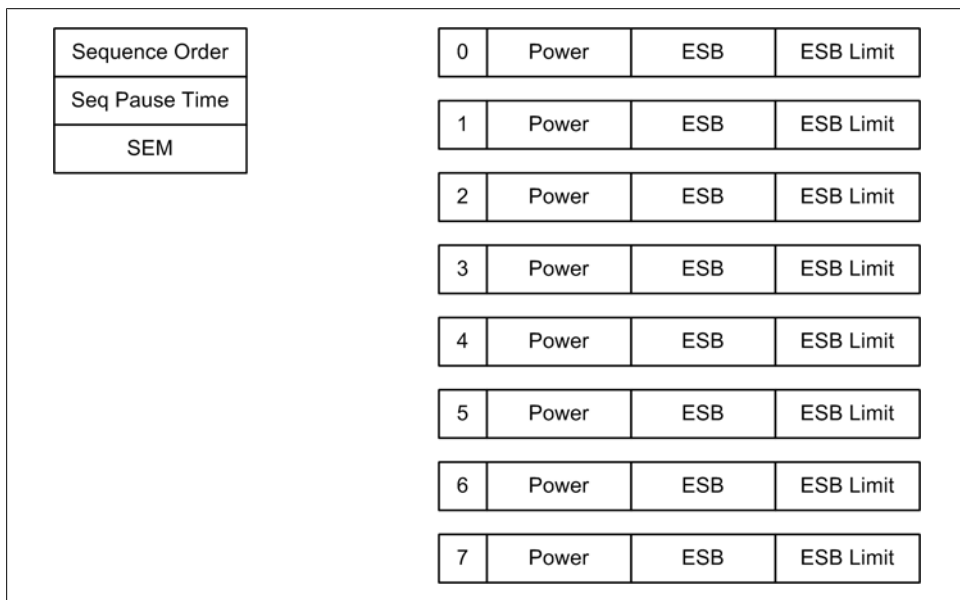 Sequence Order
Seq Pause Time
SEM
0 Power ESB ESB Limit
1 Power ESB ESB Limit
2 Power ESB ESB Limit
3 Power ESB ESB Limit
4 Power ESB ESB Limit
5 Power ESB ESB Limit
6 Power ESB ESB Limit
7 Power ESB ESB Limit